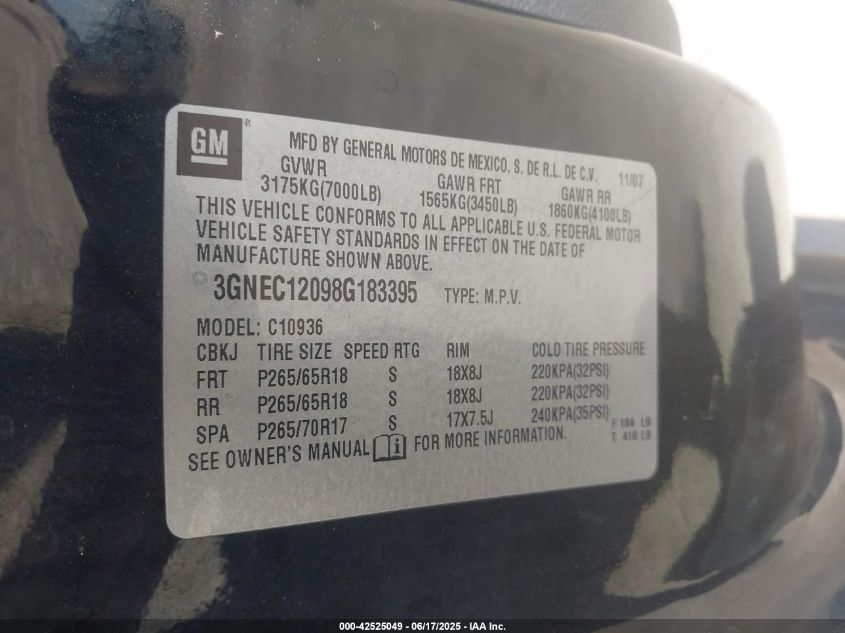 GM®
MFD BY GENERAL MOTORS DE MEXICO, S. DE R.L. DE C.V. 11/07
GVWR GAWR FRT GAWR RR
3175KG(7000LB) 1565KG(3450LB) 1860KG(4100LB)
THIS VEHICLE CONFORMS TO ALL APPLICABLE U.S. FEDERAL MOTOR
VEHICLE SAFETY STANDARDS IN EFFECT ON THE DATE OF
MANUFACTURE SHOWN ABOVE.
3GNEC12098G183395 TYPE: M.P.V.
MODEL: C10936
CBKJ TIRE SIZE SPEED RTG RIM COLD TIRE PRESSURE
FRT P265/65R18 S 18X8J 220KPA(32PSI)
RR P265/65R18 S 18X8J 220KPA(32PSI)
SPA P265/70R17 S 17X7.5J 240KPA(35PSI)
F 184 LB
T 410 LB
SEE OWNER'S MANUAL i FOR MORE INFORMATION.
000-42525049 - 06/17/2025 - IAA Inc.